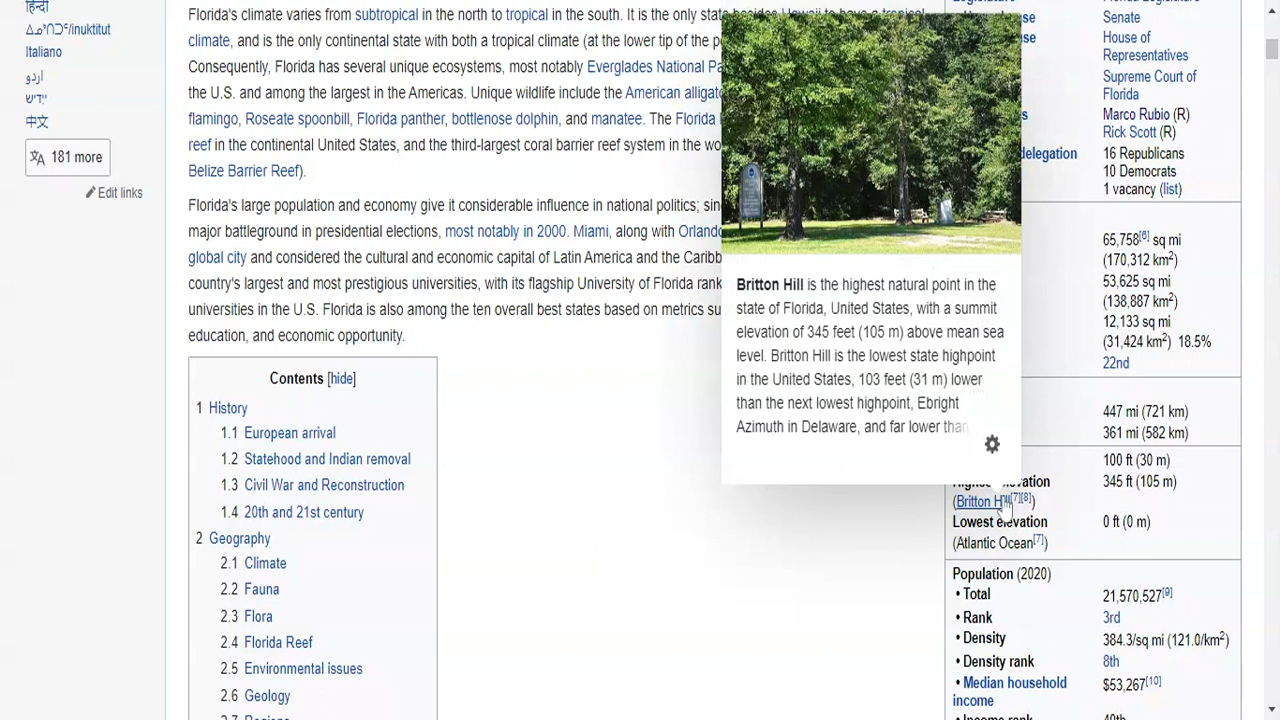 हिन्दी
ᐃᓄᒃᑎᑐᑦ/inuktitut
Italiano
اردو
ייִדיש
中文
181 more
Edit links
Florida's climate varies from subtropical in the north to tropical in the south. It is the only state besides Hawaii to have a tropical
climate, and is the only continental state with both a tropical climate (at the lower tip of the p
Consequently, Florida has several unique ecosystems, most notably Everglades National Pa
the U.S. and among the largest in the Americas. Unique wildlife include the American alligato
flamingo, Roseate spoonbill, Florida panther, bottlenose dolphin, and manatee. The Florida
reef in the continental United States, and the third-largest coral barrier reef system in the wo
Belize Barrier Reef).
Florida's large population and economy give it considerable influence in national politics; sin
major battleground in presidential elections, most notably in 2000. Miami, along with Orlando
global city and considered the cultural and economic capital of Latin America and the Caribb
country's largest and most prestigious universities, with its flagship University of Florida rank
universities in the U.S. Florida is also among the ten overall best states based on metrics su
education, and economic opportunity.
Contents [hide]
1 History
1.1 European arrival
1.2 Statehood and Indian removal
1.3 Civil War and Reconstruction
1.4 20th and 21st century
2 Geography
2.1 Climate
2.2 Fauna
2.3 Flora
2.4 Florida Reef
2.5 Environmental issues
2.6 Geology
2.7 Regions
Britton Hill is the highest natural point in the
state of Florida, United States, with a summit
elevation of 345 feet (105 m) above mean sea
level. Britton Hill is the lowest state highpoint
in the United States, 103 feet (31 m) lower
than the next lowest highpoint, Ebright
Azimuth in Delaware, and far lower than
Senate
House of
Representatives
Supreme Court of
Florida
Marco Rubio (R)
Rick Scott (R)
delegation 16 Republicans
10 Democrats
1 vacancy (list)
65,758[6] sq mi
(170,312 km2)
53,625 sq mi
(138,887 km2)
12,133 sq mi
(31,424 km2) 18.5%
22nd
447 mi (721 km)
361 mi (582 km)
100 ft (30 m)
Highest elevation 345 ft (105 m)
(Britton Hill[7][8])
Lowest elevation 0 ft (0 m)
(Atlantic Ocean[7])
Population (2020)
• Total 21,570,527[9]
• Rank 3rd
• Density 384.3/sq mi (121.0/km2)
• Density rank 8th
• Median household $53,267[10]
income
• Income rank 40th